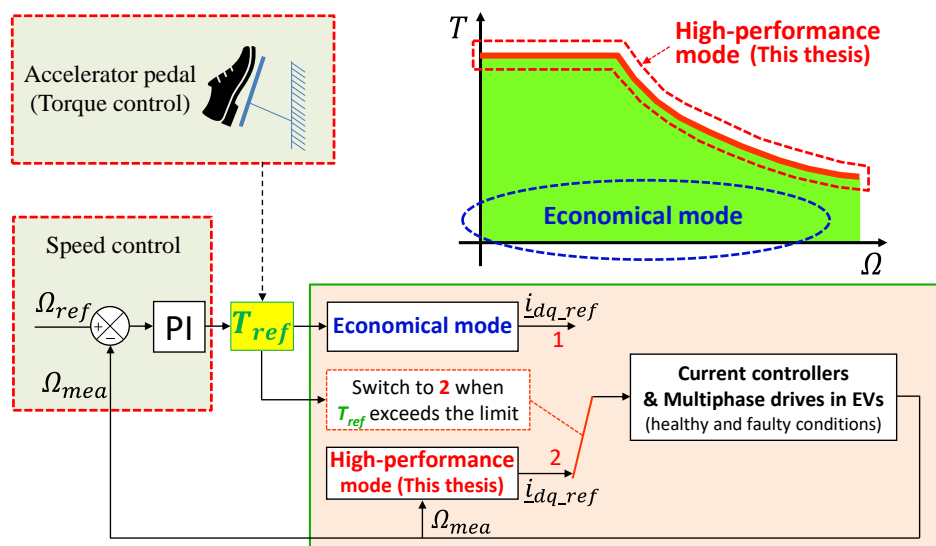 Accelerator pedal
(Torque control)
T
High-performance
mode (This thesis)
Economical mode
Ω
Speed control
Ω_ref
+
−
PI
T_ref
Ω_mea
Economical mode
i_dq_ref
1
Switch to 2 when
T_ref exceeds the limit
Current controllers
& Multiphase drives in EVs
(healthy and faulty conditions)
High-performance
mode (This thesis)
2
i_dq_ref
Ω_mea